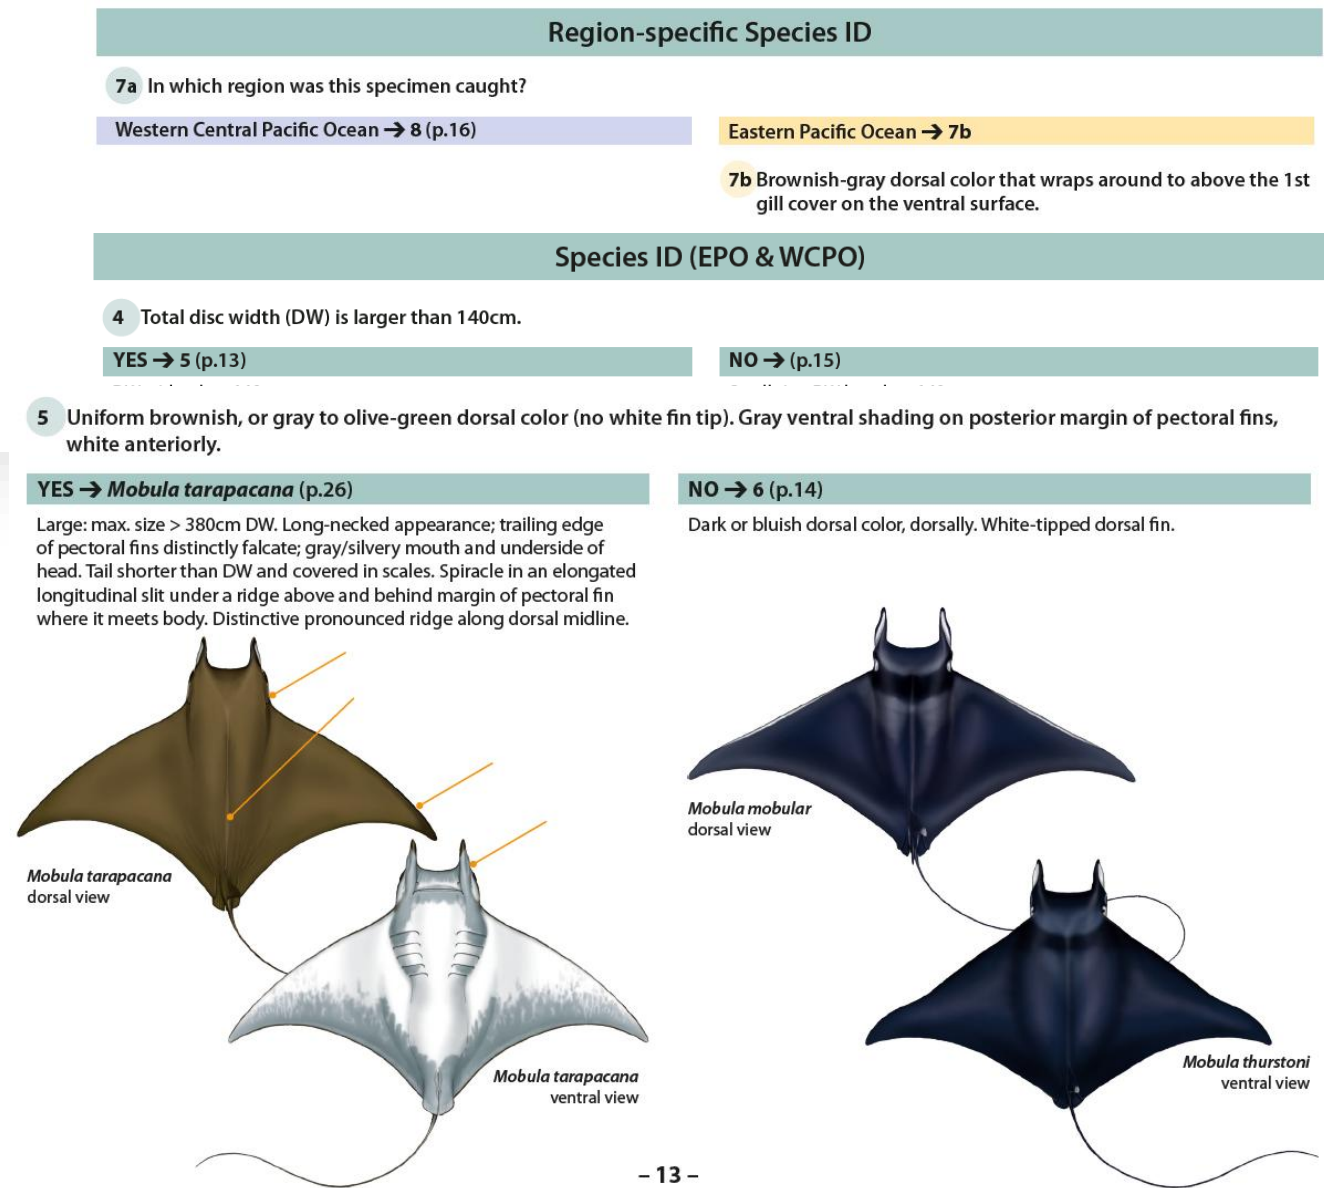 Region-specific Species ID
7a In which region was this specimen caught?
Western Central Pacific Ocean → 8 (p.16)
Eastern Pacific Ocean → 7b
7b Brownish-gray dorsal color that wraps around to above the 1st
gill cover on the ventral surface.
Species ID (EPO & WCPO)
4 Total disc width (DW) is larger than 140cm.
YES → 5 (p.13)
NO → (p.15)
5 Uniform brownish, or gray to olive-green dorsal color (no white fin tip). Gray ventral shading on posterior margin of pectoral fins,
white anteriorly.
YES → Mobula tarapacana (p.26)
Large: max. size > 380cm DW. Long-necked appearance; trailing edge
of pectoral fins distinctly falcate; gray/silvery mouth and underside of
head. Tail shorter than DW and covered in scales. Spiracle in an elongated
longitudinal slit under a ridge above and behind margin of pectoral fin
where it meets body. Distinctive pronounced ridge along dorsal midline.
NO → 6 (p.14)
Dark or bluish dorsal color, dorsally. White-tipped dorsal fin.
Mobula mobular
dorsal view
Mobula tarapacana
dorsal view
Mobula thurstoni
ventral view
Mobula tarapacana
ventral view
– 13 –